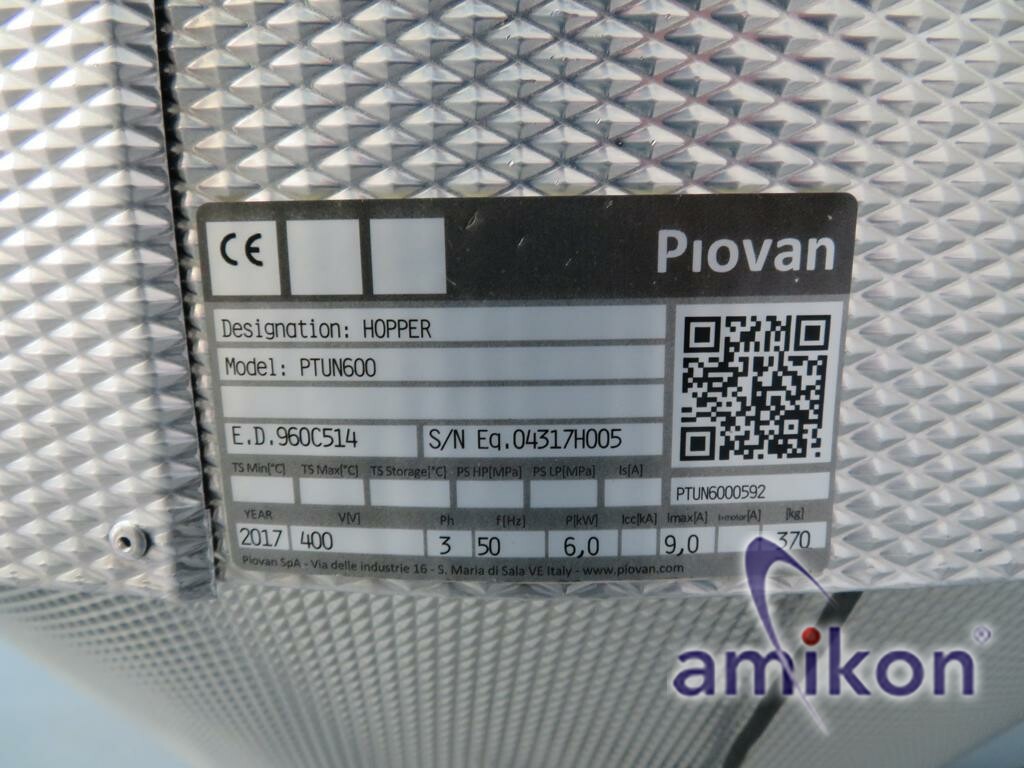 CE
Piovan
Designation: HOPPER
Model: PTUN600
E.D.960C514 S/N Eq.04317H005
TS Min[°C] TS Max[°C] TS Storage[°C] PS HP[MPa] PS LP[MPa] Is[A]
PTUN6000592
YEAR V[V] Ph f[Hz] P[kW] Icc[kA] Imax[A] I+motor[A] [kg]
2017 400 3 50 6,0 9,0 370
Piovan SpA - Via delle industrie 16 - S. Maria di Sala VE Italy - www.piovan.com
amikon®